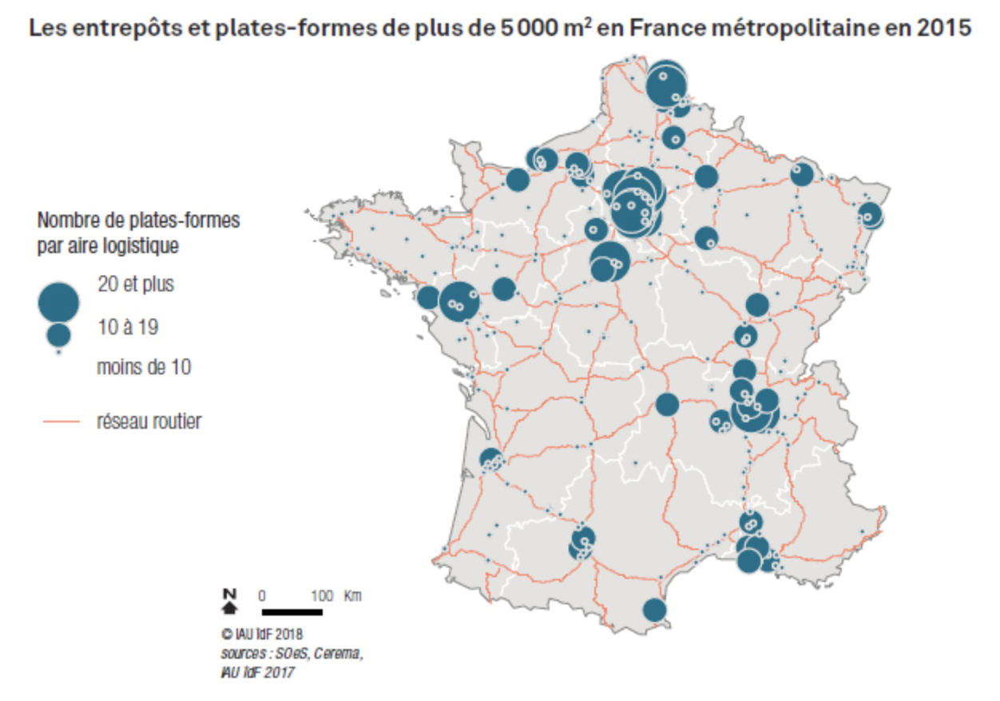 Les entrepôts et plates-formes de plus de 5 000 m² en France métropolitaine en 2015
Nombre de plates-formes
par aire logistique
20 et plus
10 à 19
moins de 10
réseau routier
N
0 100 Km
© IAU îdF 2018
sources : SOeS, Cerema,
IAU îdF 2017